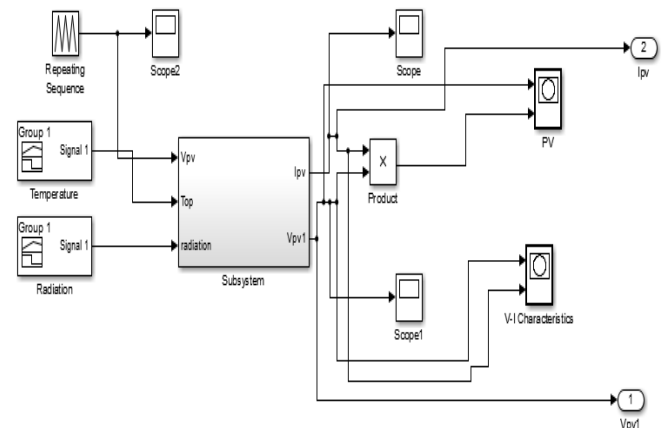 Repeating
Sequence
Scope2
Group 1
Signal 1
Temperature
Group 1
Signal 1
Radiation
Vpv
Top
radiation
Ipv
Vpv1
Subsystem
Scope
2
Ipv
PV
×
Product
Scope1
V-I Characteristics
1
Vpv1